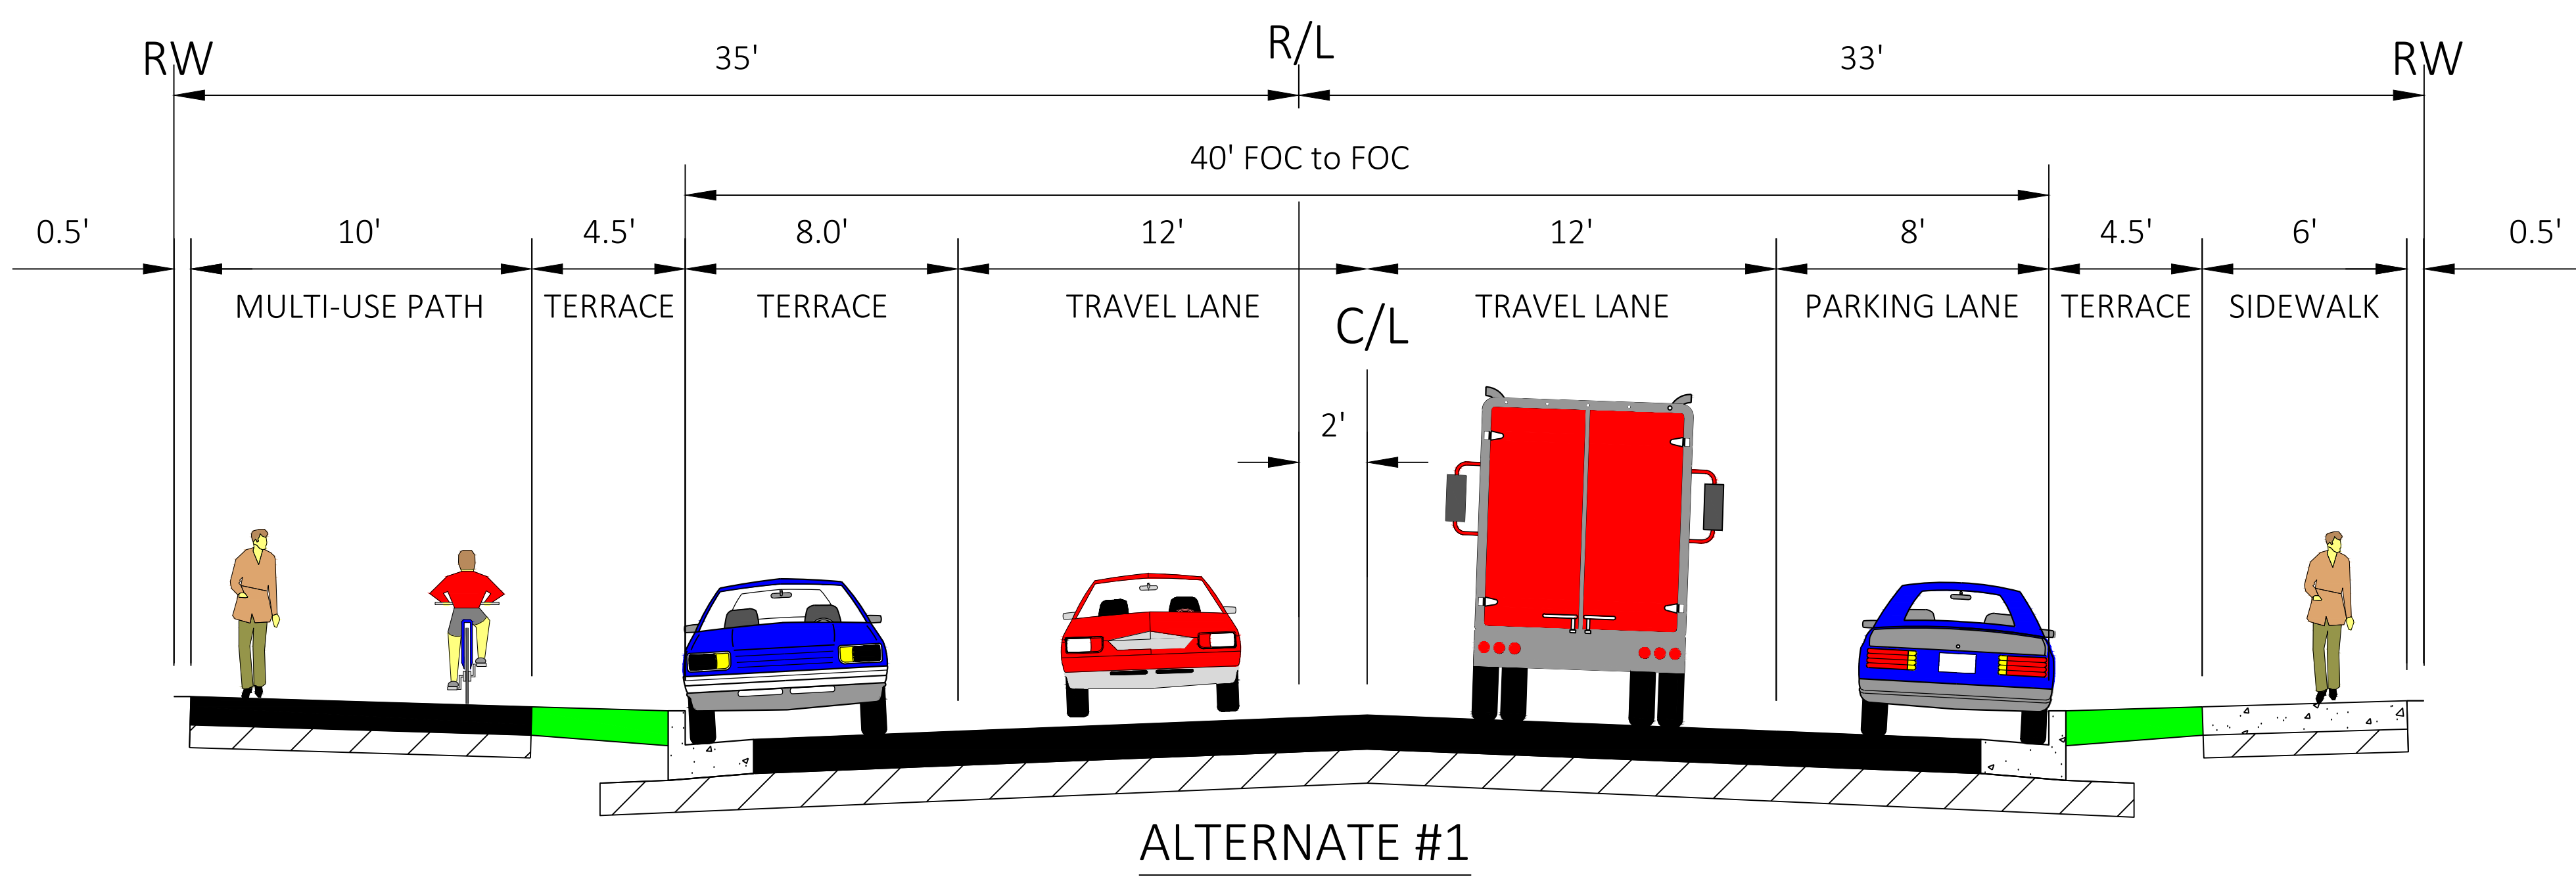 RW 35' R/L 33' RW
40' FOC to FOC
0.5' 10' 4.5' 8.0' 12' 12' 8' 4.5' 6' 0.5'
MULTI-USE PATH TERRACE TERRACE TRAVEL LANE TRAVEL LANE PARKING LANE TERRACE SIDEWALK
C/L
2'
ALTERNATE #1